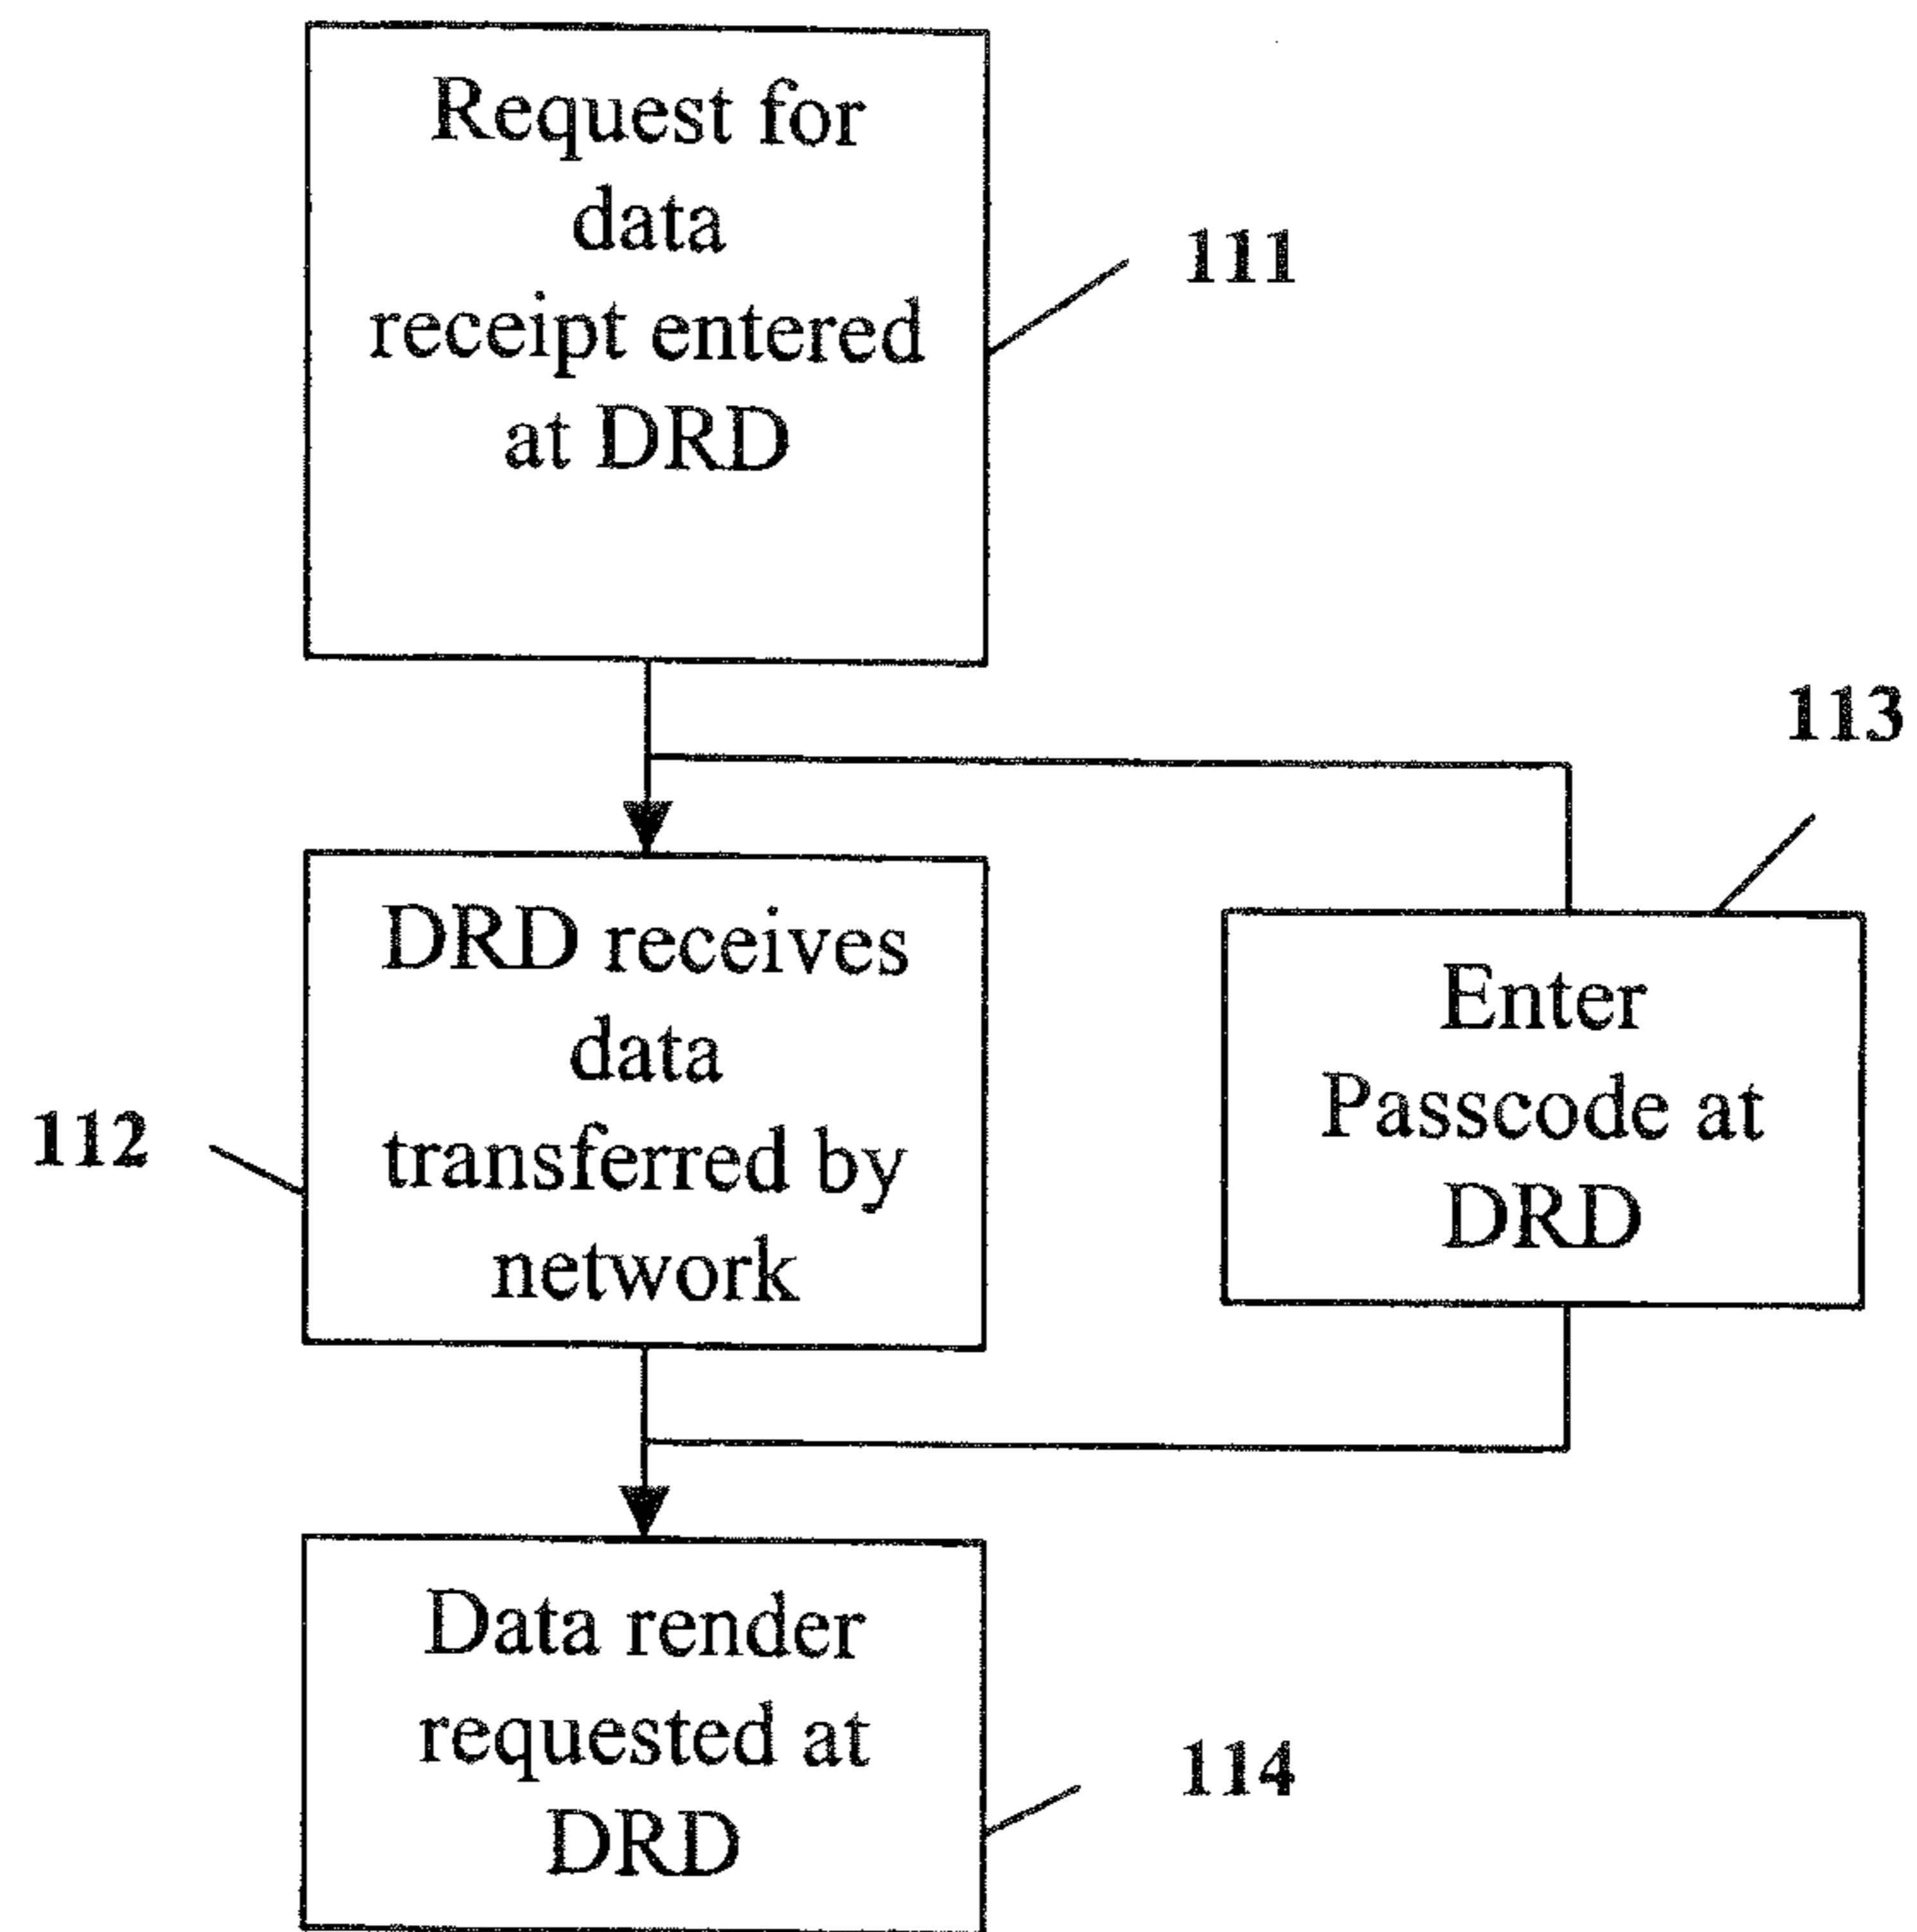 Request for
data
receipt entered
at DRD
111
113
DRD receives
data
transferred by
network
112
Enter
Passcode at
DRD
Data render
requested at
DRD
114